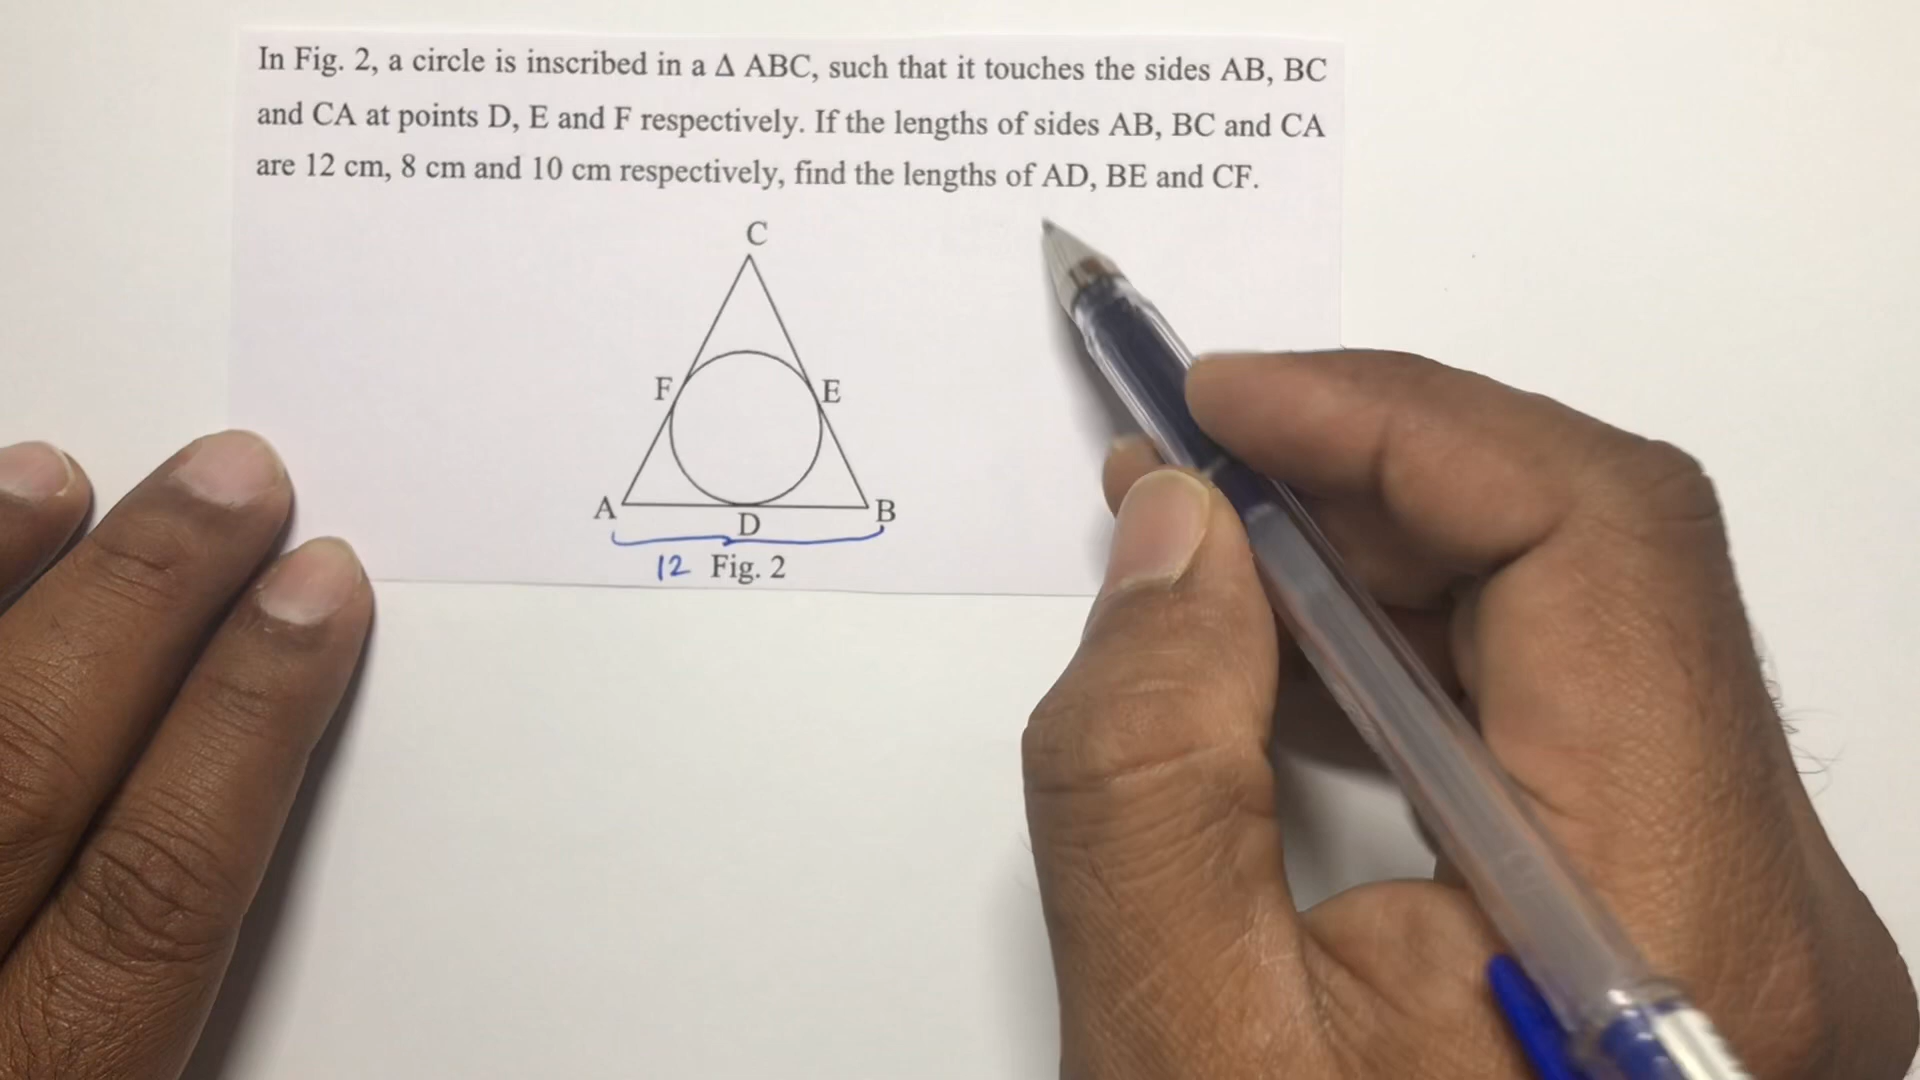 In Fig. 2, a circle is inscribed in a Δ ABC, such that it touches the sides AB, BC
and CA at points D, E and F respectively. If the lengths of sides AB, BC and CA
are 12 cm, 8 cm and 10 cm respectively, find the lengths of AD, BE and CF.
C
F E
A B
D
12 Fig. 2